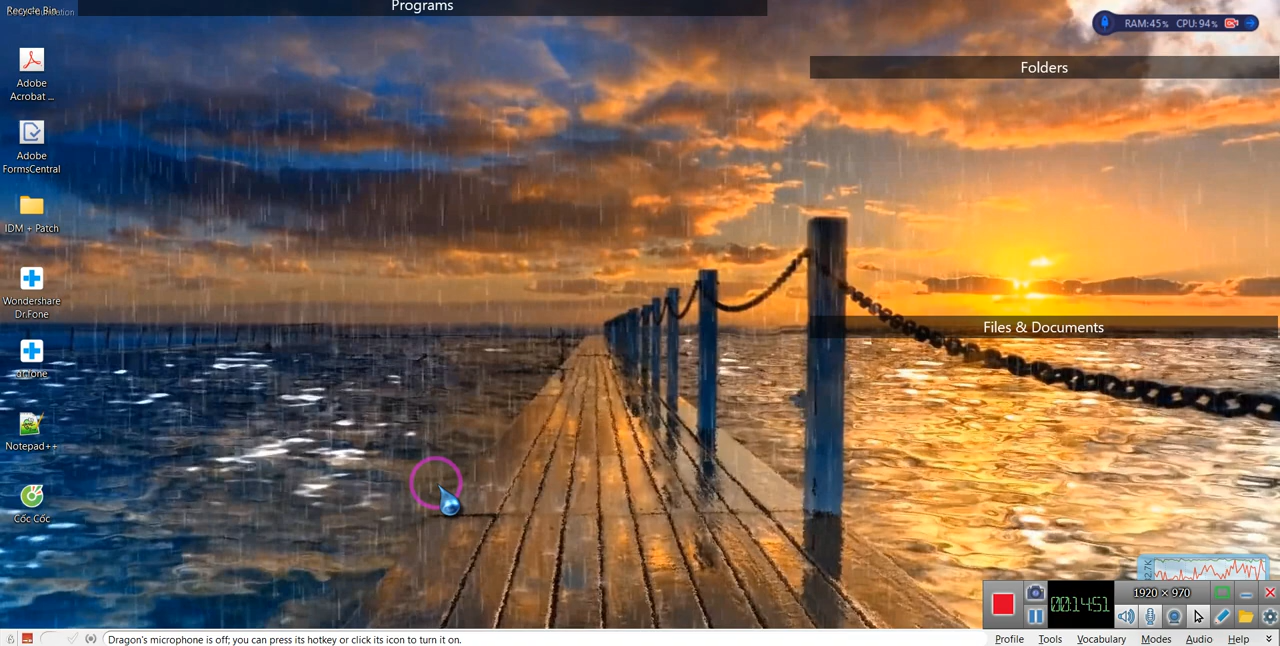 Recycle Bin
Programs
RAM:45% CPU:94%
Folders
Adobe
Acrobat ...
Adobe
FormsCentral
IDM + Patch
Wondershare
Dr.Fone
Files & Documents
dr.fone
Notepad++
Cốc Cốc
1920 × 970
00:14:51
Dragon's microphone is off; you can press its hotkey or click its icon to turn it on.
Profile Tools Vocabulary Modes Audio Help